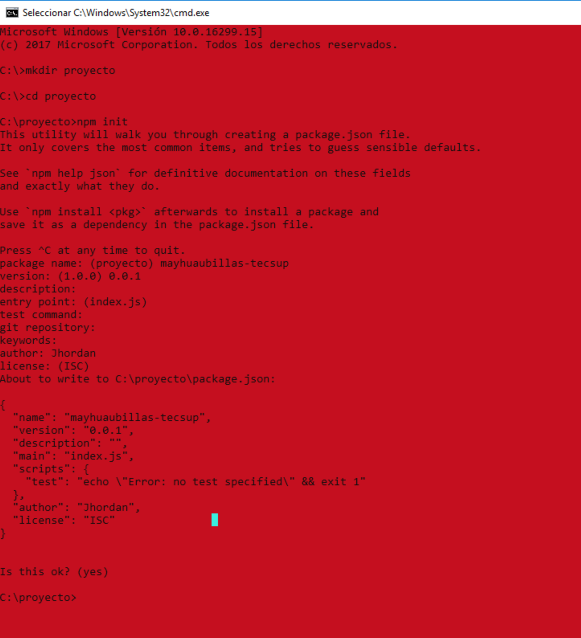 Seleccionar C:\Windows\System32\cmd.exe
Microsoft Windows [Versión 10.0.16299.15]
(c) 2017 Microsoft Corporation. Todos los derechos reservados.
C:\>mkdir proyecto
C:\>cd proyecto
C:\proyecto>npm init
This utility will walk you through creating a package.json file.
It only covers the most common items, and tries to guess sensible defaults.
See `npm help json` for definitive documentation on these fields
and exactly what they do.
Use `npm install <pkg>` afterwards to install a package and
save it as a dependency in the package.json file.
Press ^C at any time to quit.
package name: (proyecto) mayhuaubillas-tecsup
version: (1.0.0) 0.0.1
description:
entry point: (index.js)
test command:
git repository:
keywords:
author: Jhordan
license: (ISC)
About to write to C:\proyecto\package.json:
{
  "name": "mayhuaubillas-tecsup",
  "version": "0.0.1",
  "description": "",
  "main": "index.js",
  "scripts": {
    "test": "echo \"Error: no test specified\" && exit 1"
  },
  "author": "Jhordan",
  "license": "ISC"
}
Is this ok? (yes)
C:\proyecto>